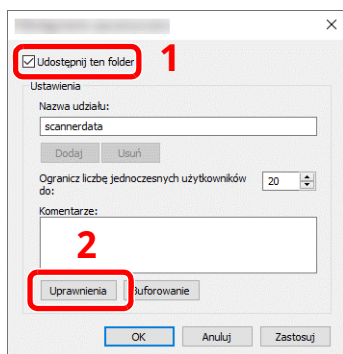 Udostępnij ten folder
1
Ustawienia
Nazwa udziału:
scannerdata
Dodaj Usuń
Ogranicz liczbę jednoczesnych użytkowników
do:
20
Komentarze:
2
Uprawnienia Buforowanie
OK Anuluj Zastosuj